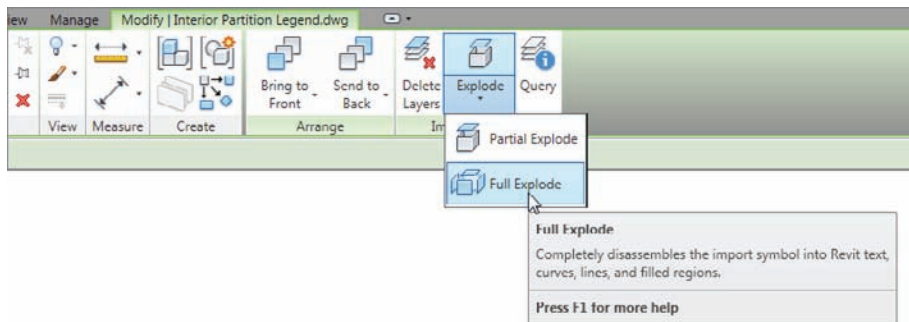 iew Manage Modify | Interior Partition Legend.dwg
Bring to Front
Send to Back
Delete Layers
Explode
Query
View Measure Create Arrange Im
Partial Explode
Full Explode
Full Explode
Completely disassembles the import symbol into Revit text,
curves, lines, and filled regions.
Press F1 for more help